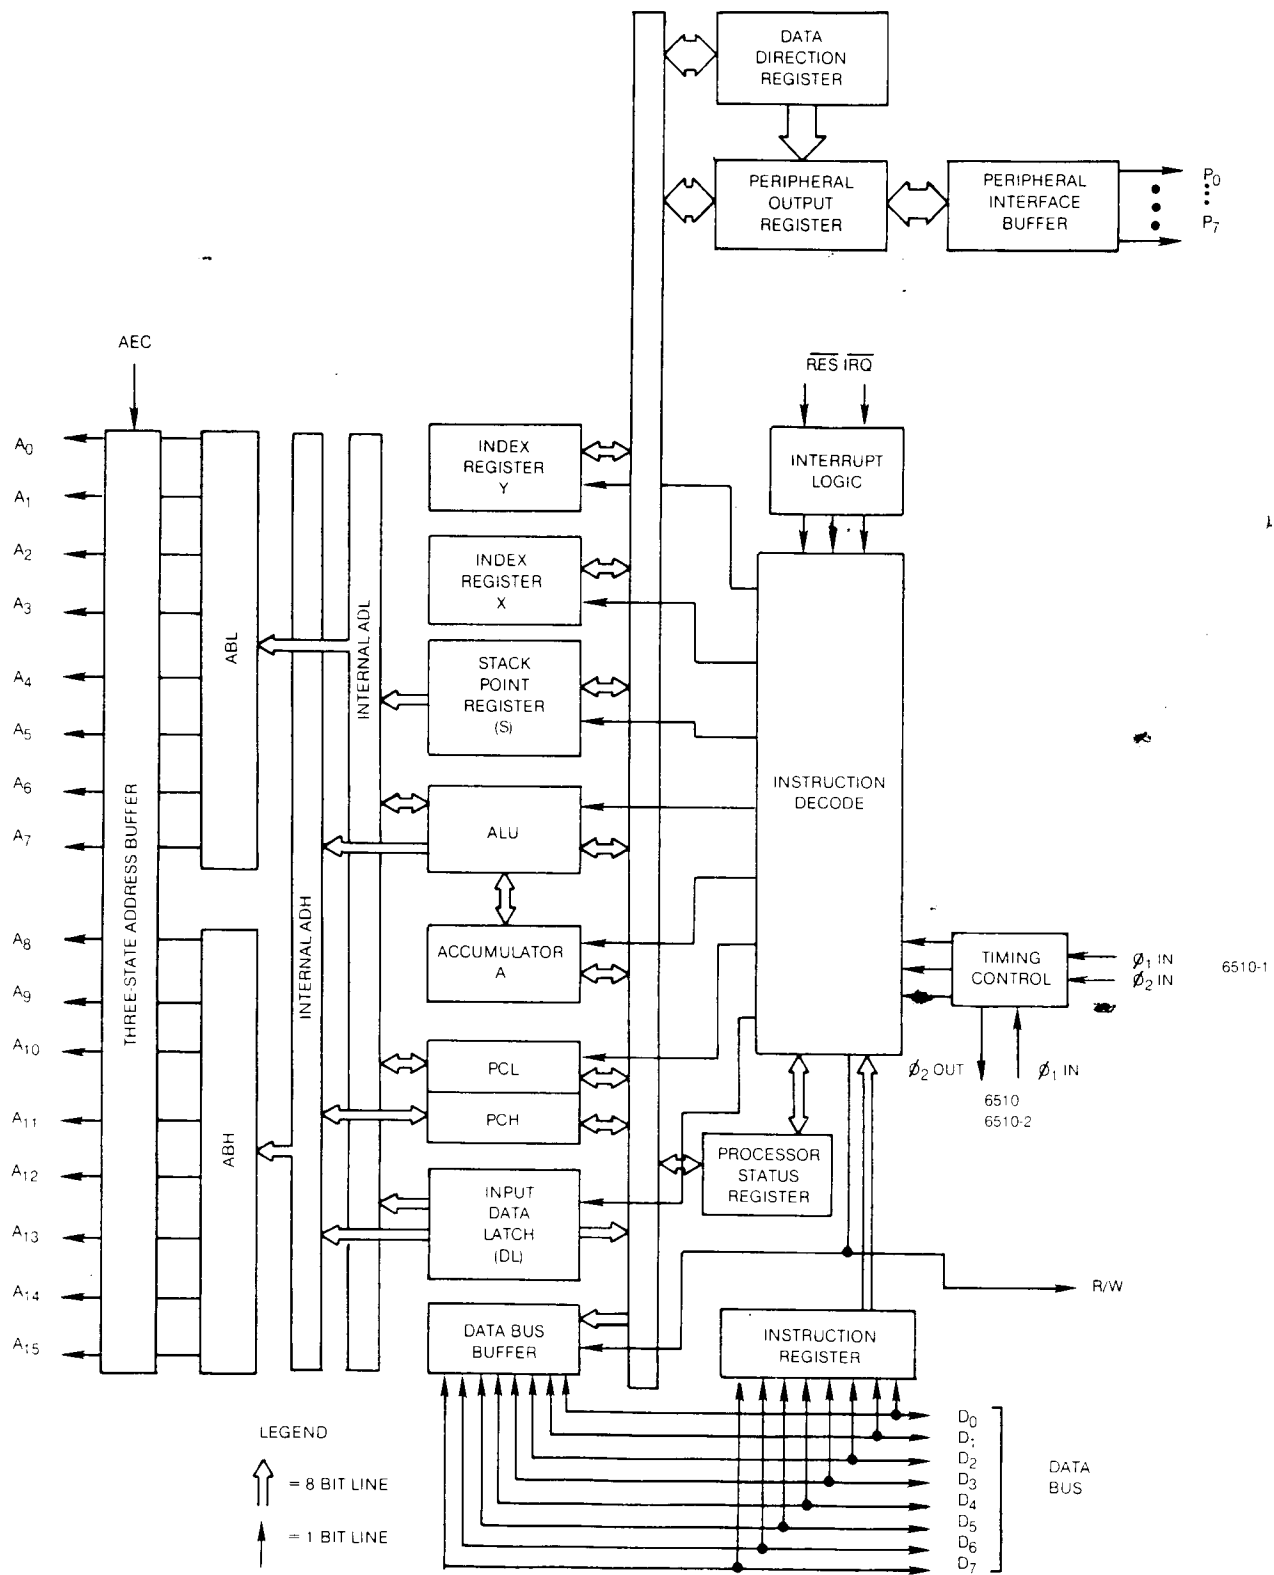 DATA
DIRECTION
REGISTER
PERIPHERAL
OUTPUT
REGISTER
PERIPHERAL
INTERFACE
BUFFER
P0
P7
AEC
RES IRQ
INTERRUPT
LOGIC
A0
A1
A2
A3
A4
A5
A6
A7
A8
A9
A10
A11
A12
A13
A14
A15
THREE-STATE ADDRESS BUFFER
ABL
ABH
INTERNAL ADH
INTERNAL ADL
INDEX
REGISTER
Y
INDEX
REGISTER
X
STACK
POINT
REGISTER
(S)
ALU
ACCUMULATOR
A
PCL
PCH
INPUT
DATA
LATCH
(DL)
DATA BUS
BUFFER
INSTRUCTION
DECODE
TIMING
CONTROL
ϕ1 IN
ϕ2 IN
6510-1
ϕ2 OUT
ϕ1 IN
6510
6510-2
PROCESSOR
STATUS
REGISTER
R/W
INSTRUCTION
REGISTER
D0
D1
D2
D3
D4
D5
D6
D7
DATA
BUS
LEGEND
= 8 BIT LINE
= 1 BIT LINE